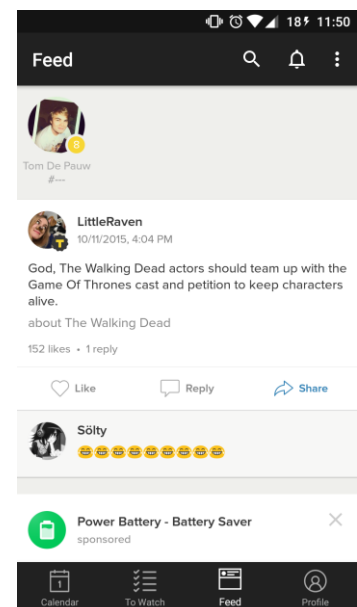 18 11:50
Feed
8
Tom De Pauw
#---
LittleRaven
10/11/2015, 4:04 PM
God, The Walking Dead actors should team up with the
Game Of Thrones cast and petition to keep characters
alive.
about The Walking Dead
152 likes • 1 reply
Like Reply Share
Sölty
😂😂😂😂😂😂😂😂😂
Power Battery - Battery Saver
sponsored
1
Calendar To Watch Feed Profile